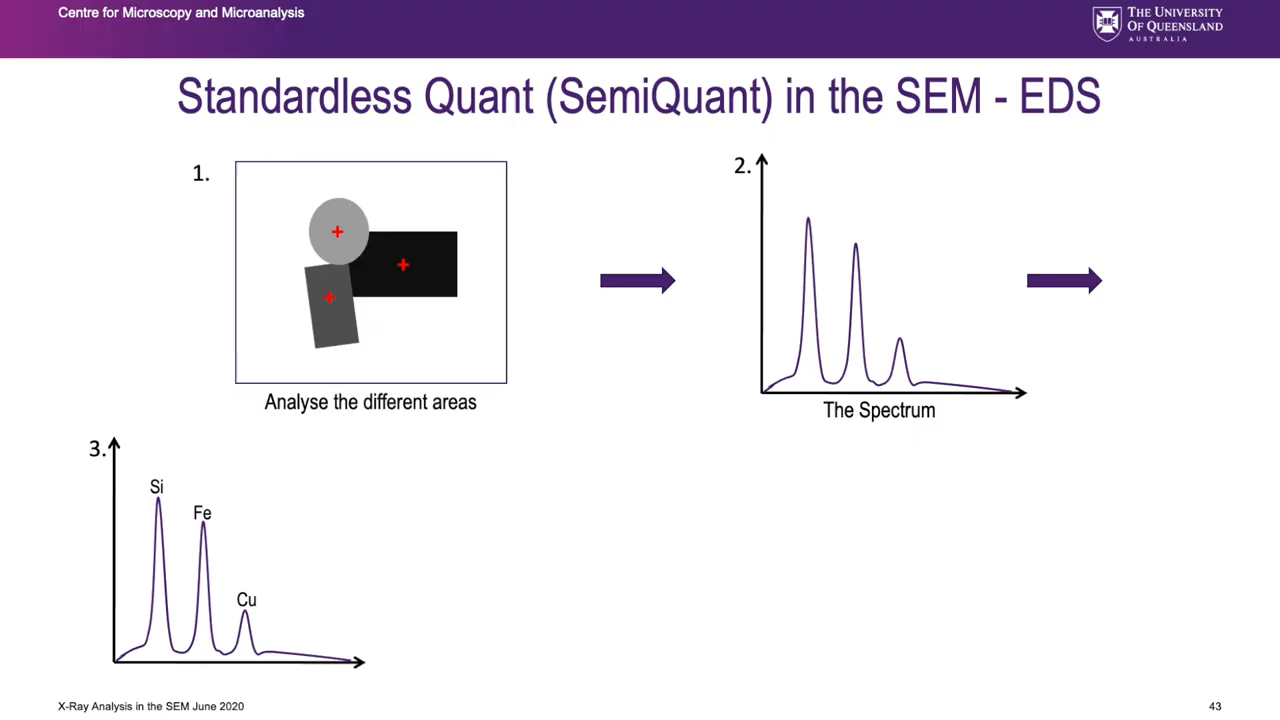 Centre for Microscopy and Microanalysis
THE UNIVERSITY
OF QUEENSLAND
AUSTRALIA
Standardless Quant (SemiQuant) in the SEM - EDS
1.
2.
Analyse the different areas
The Spectrum
3.
Si
Fe
Cu
X-Ray Analysis in the SEM June 2020
43